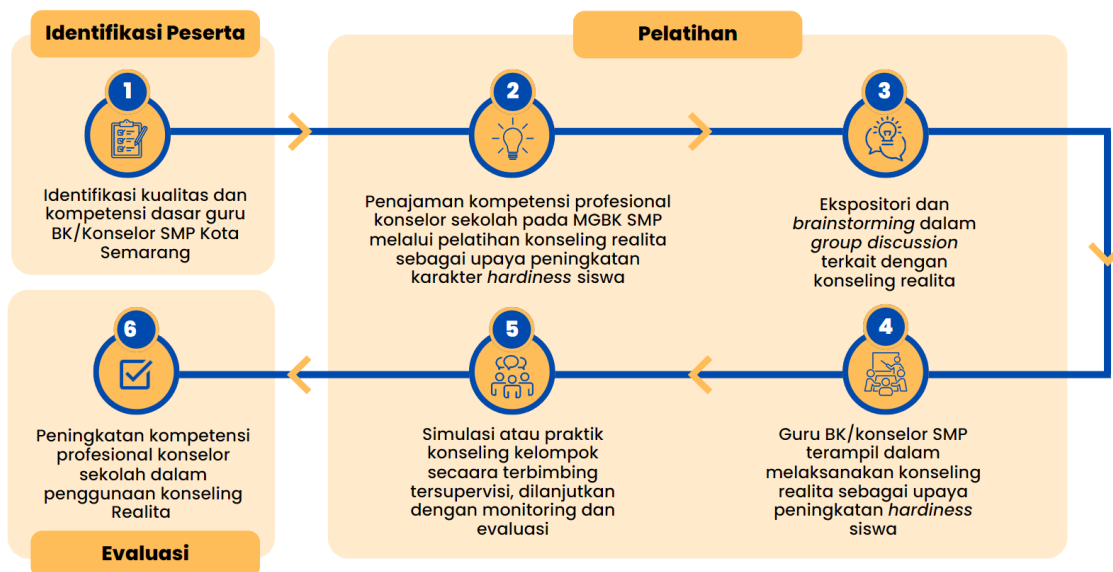 Identifikasi Peserta
1
Identifikasi kualitas dan
kompetensi dasar guru
BK/Konselor SMP Kota
Semarang
Pelatihan
2
Penajaman kompetensi profesional
konselor sekolah pada MGBK SMP
melalui pelatihan konseling realita
sebagai upaya peningkatan
karakter hardiness siswa
3
Ekspositori dan
brainstorming dalam
group discussion
terkait dengan
konseling realita
4
Guru BK/konselor SMP
terampil dalam
melaksanakan konseling
realita sebagai upaya
peningkatan hardiness
siswa
5
Simulasi atau praktik
konseling kelompok
secaara terbimbing
tersupervisi, dilanjutkan
dengan monitoring dan
evaluasi
6
Peningkatan kompetensi
profesional konselor
sekolah dalam
penggunaan konseling
Realita
Evaluasi